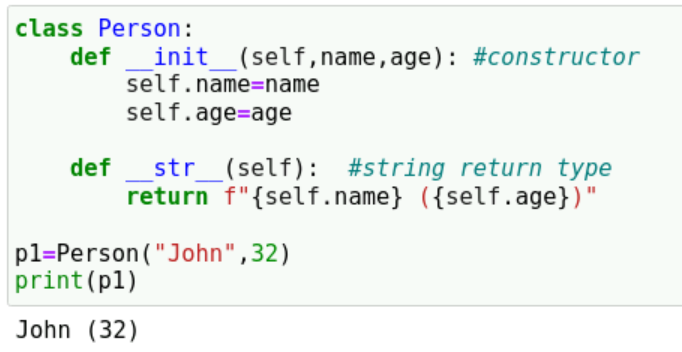 class Person:
    def __init__(self,name,age): #constructor
        self.name=name
        self.age=age

    def __str__(self):  #string return type
        return f"{self.name} ({self.age})"

p1=Person("John",32)
print(p1)
John (32)